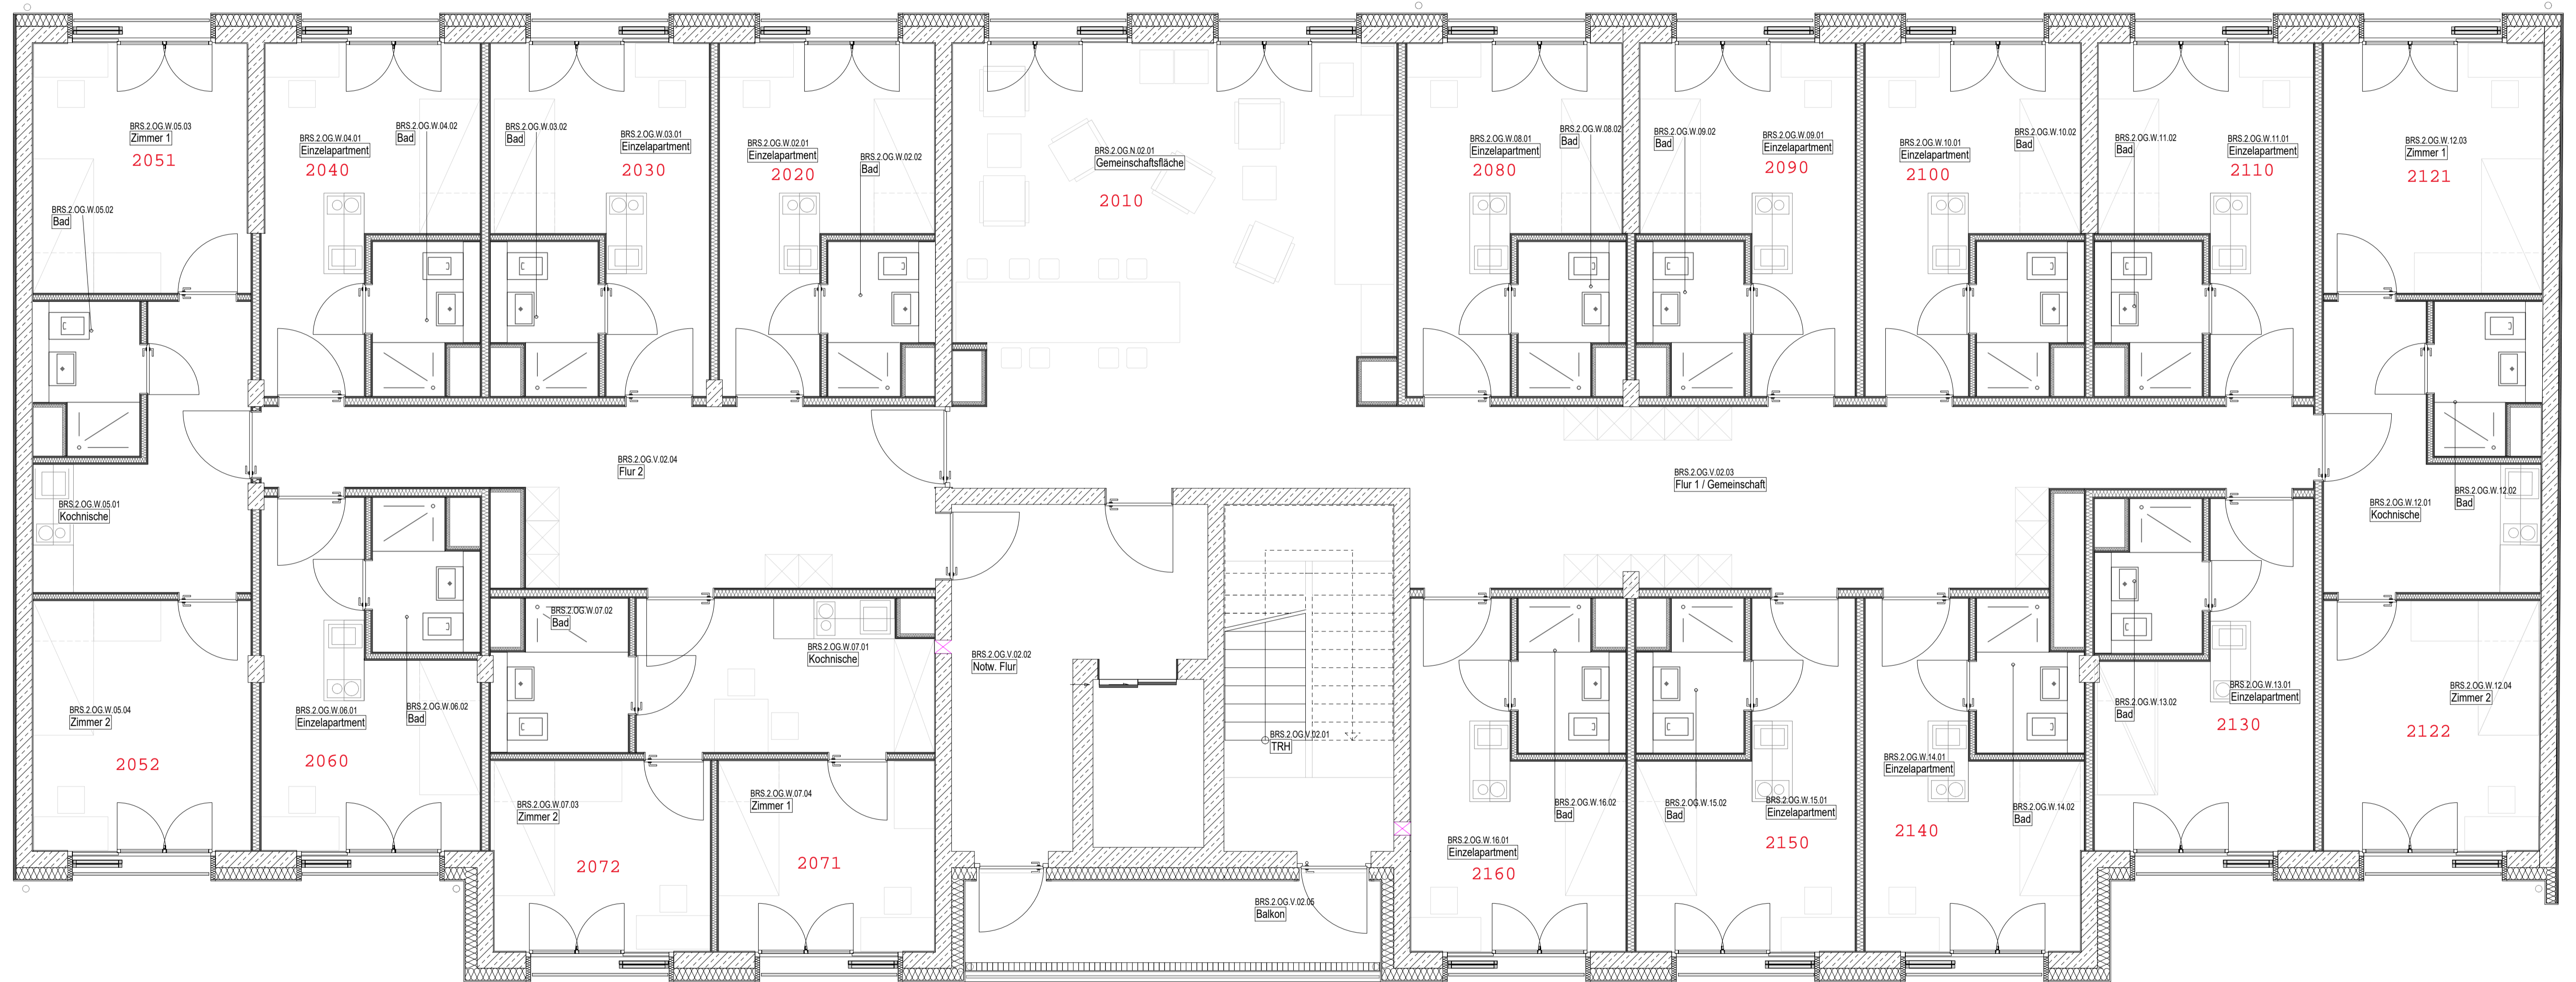 BRS.2.OG.W.05.03
Zimmer 1
2051
BRS.2.OG.W.05.02
Bad
BRS.2.OG.W.04.01
Einzelapartment
2040
BRS.2.OG.W.04.02
Bad
BRS.2.OG.W.03.02
Bad
BRS.2.OG.W.03.01
Einzelapartment
2030
BRS.2.OG.W.02.01
Einzelapartment
2020
BRS.2.OG.W.02.02
Bad
BRS.2.OG.N.02.01
Gemeinschaftsfläche
2010
BRS.2.OG.W.08.01
Einzelapartment
2080
BRS.2.OG.W.08.02
Bad
BRS.2.OG.W.09.02
Bad
BRS.2.OG.W.09.01
Einzelapartment
2090
BRS.2.OG.W.10.01
Einzelapartment
2100
BRS.2.OG.W.10.02
Bad
BRS.2.OG.W.11.02
Bad
BRS.2.OG.W.11.01
Einzelapartment
2110
BRS.2.OG.W.12.03
Zimmer 1
2121
BRS.2.OG.V.02.04
Flur 2
BRS.2.OG.V.02.03
Flur 1 / Gemeinschaft
BRS.2.OG.W.05.01
Kochnische
BRS.2.OG.W.12.01
Kochnische
BRS.2.OG.W.12.02
Bad
BRS.2.OG.W.05.04
Zimmer 2
2052
BRS.2.OG.W.06.01
Einzelapartment
2060
BRS.2.OG.W.06.02
Bad
BRS.2.OG.W.07.02
Bad
BRS.2.OG.W.07.01
Kochnische
BRS.2.OG.W.07.03
Zimmer 2
2072
BRS.2.OG.W.07.04
Zimmer 1
2071
BRS.2.OG.V.02.02
Notw. Flur
BRS.2.OG.V.02.01
TRH
BRS.2.OG.V.02.05
Balkon
BRS.2.OG.W.16.01
Einzelapartment
2160
BRS.2.OG.W.16.02
Bad
BRS.2.OG.W.15.02
Bad
BRS.2.OG.W.15.01
Einzelapartment
2150
BRS.2.OG.W.14.01
Einzelapartment
2140
BRS.2.OG.W.14.02
Bad
BRS.2.OG.W.13.02
Bad
BRS.2.OG.W.13.01
Einzelapartment
2130
BRS.2.OG.W.12.04
Zimmer 2
2122